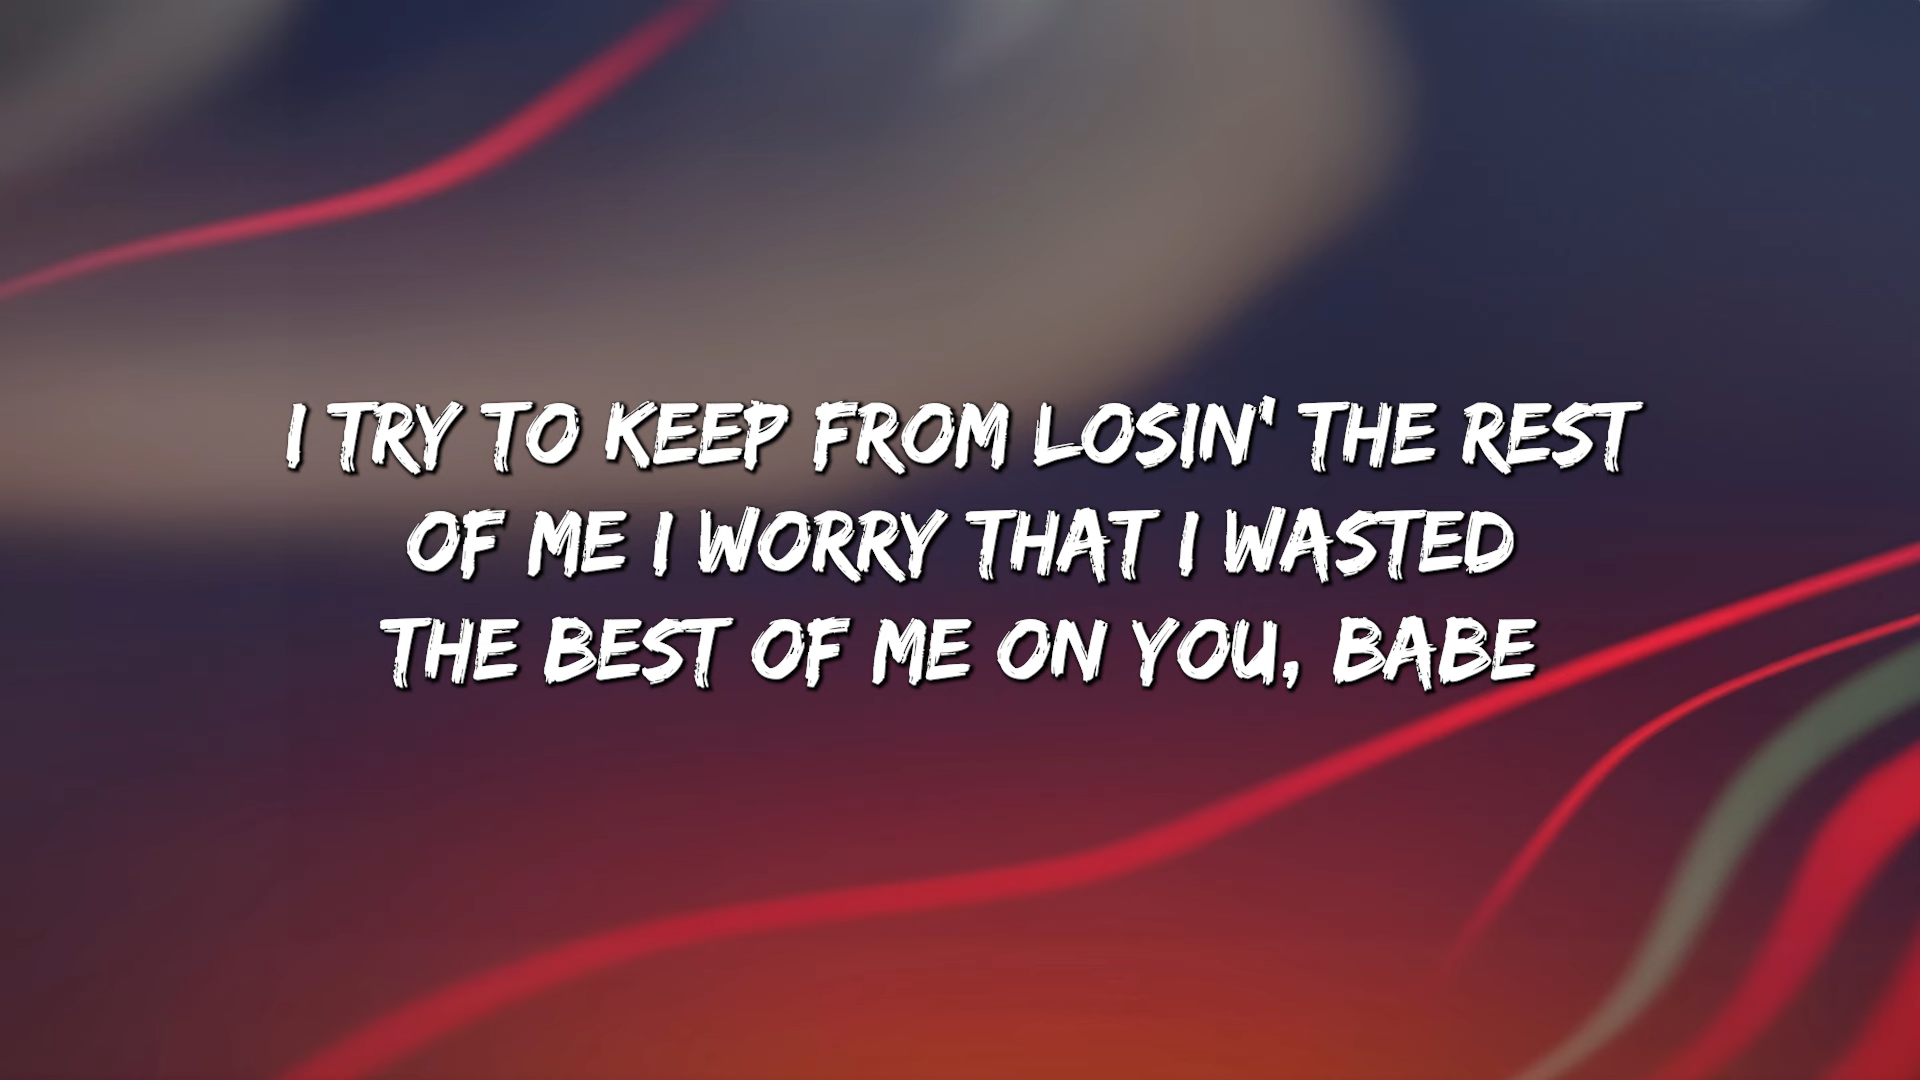 I TRY TO KEEP FROM LOSIN' THE REST
OF ME I WORRY THAT I WASTED
THE BEST OF ME ON YOU, BABE